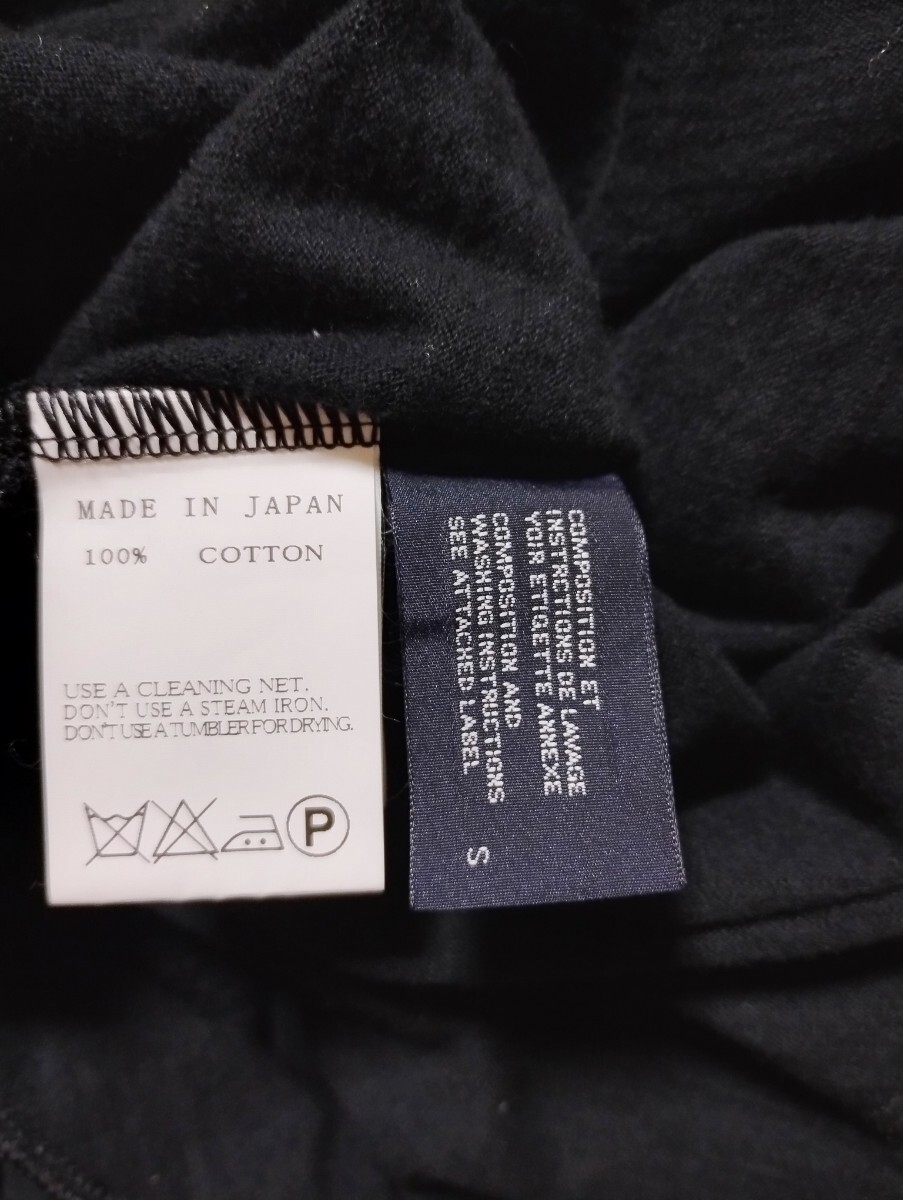 MADE IN JAPAN
100% COTTON
USE A CLEANING NET.
DON'T USE A STEAM IRON.
DON'T USE A TUMBLER FOR DRYING.
P
COMPOSITION ET
INSTRUCTIONS DE LAVAGE
VOIR ETIGETTE ANNEXE
COMPOSITION AND
WASHING INSTRUCTIONS
SEE ATTACHED LABEL
S